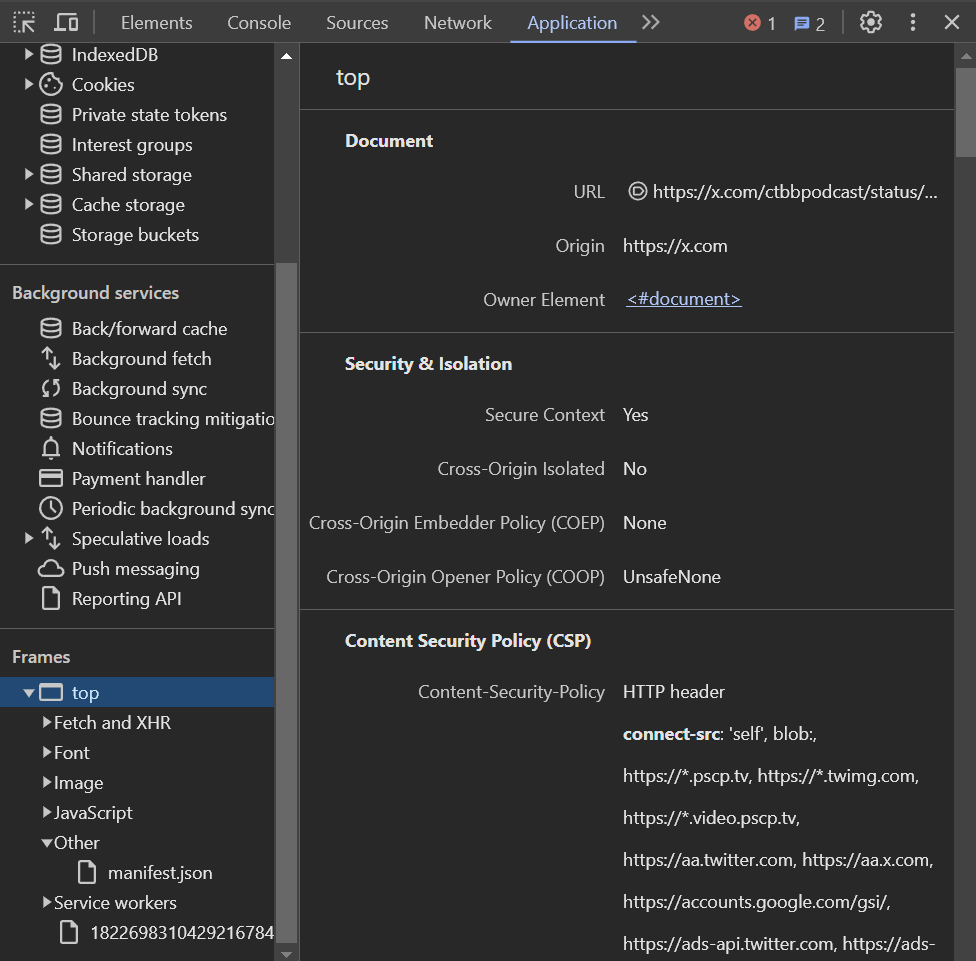 Elements Console Sources Network Application 1 2
IndexedDB
Cookies
Private state tokens
Interest groups
Shared storage
Cache storage
Storage buckets
Background services
Back/forward cache
Background fetch
Background sync
Bounce tracking mitigatio
Notifications
Payment handler
Periodic background sync
Speculative loads
Push messaging
Reporting API
Frames
top
Fetch and XHR
Font
Image
JavaScript
Other
manifest.json
Service workers
1822698310429216784
top
Document
URL https://x.com/ctbbpodcast/status/...
Origin https://x.com
Owner Element <#document>
Security & Isolation
Secure Context Yes
Cross-Origin Isolated No
Cross-Origin Embedder Policy (COEP) None
Cross-Origin Opener Policy (COOP) UnsafeNone
Content Security Policy (CSP)
Content-Security-Policy HTTP header
connect-src: 'self', blob:,
https://*.pscp.tv, https://*.twimg.com,
https://*.video.pscp.tv,
https://aa.twitter.com, https://aa.x.com,
https://accounts.google.com/gsi/,
https://ads-api.twitter.com, https://ads-